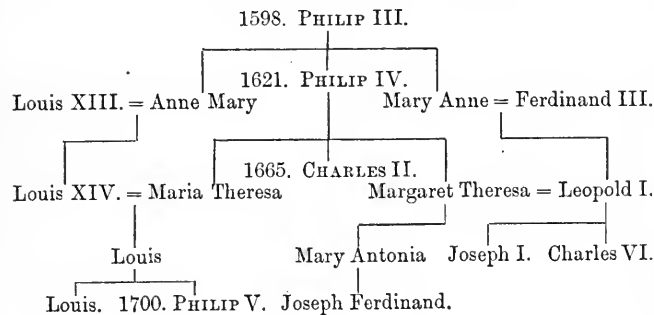 1598. PHILIP III.
1621. PHILIP IV.
Louis XIII. = Anne Mary Mary Anne = Ferdinand III.
1665. CHARLES II.
Louis XIV. = Maria Theresa Margaret Theresa = Leopold I.
Louis Mary Antonia Joseph I. Charles VI.
Louis. 1700. PHILIP V. Joseph Ferdinand.